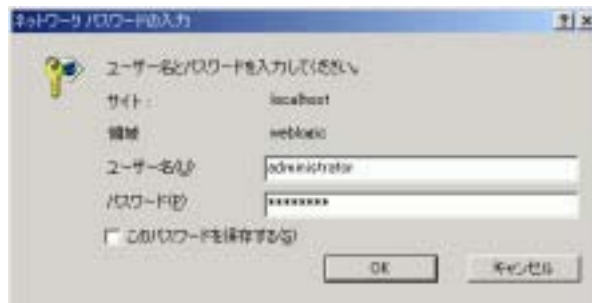 ネットワーク パスワードの入力
ユーザー名とパスワードを入力してください。
サイト: localhost
領域 weblogic
ユーザー名(U) administrator
パスワード(P) ********
このパスワードを保存する(S)
OK キャンセル